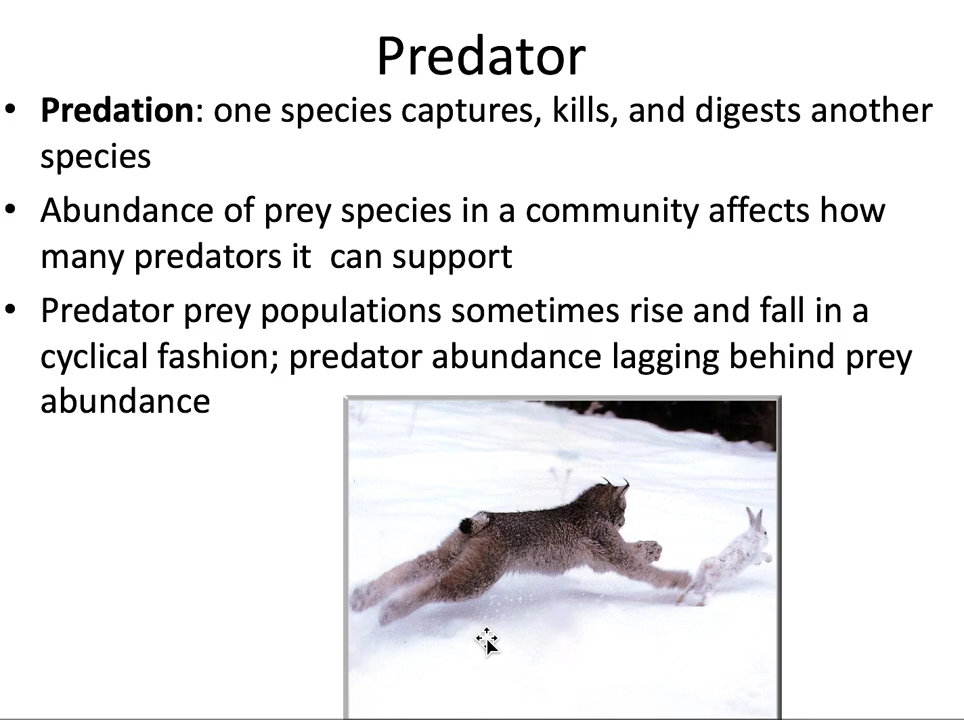 Predator
• Predation: one species captures, kills, and digests another
species
• Abundance of prey species in a community affects how
many predators it  can support
• Predator prey populations sometimes rise and fall in a
cyclical fashion; predator abundance lagging behind prey
abundance